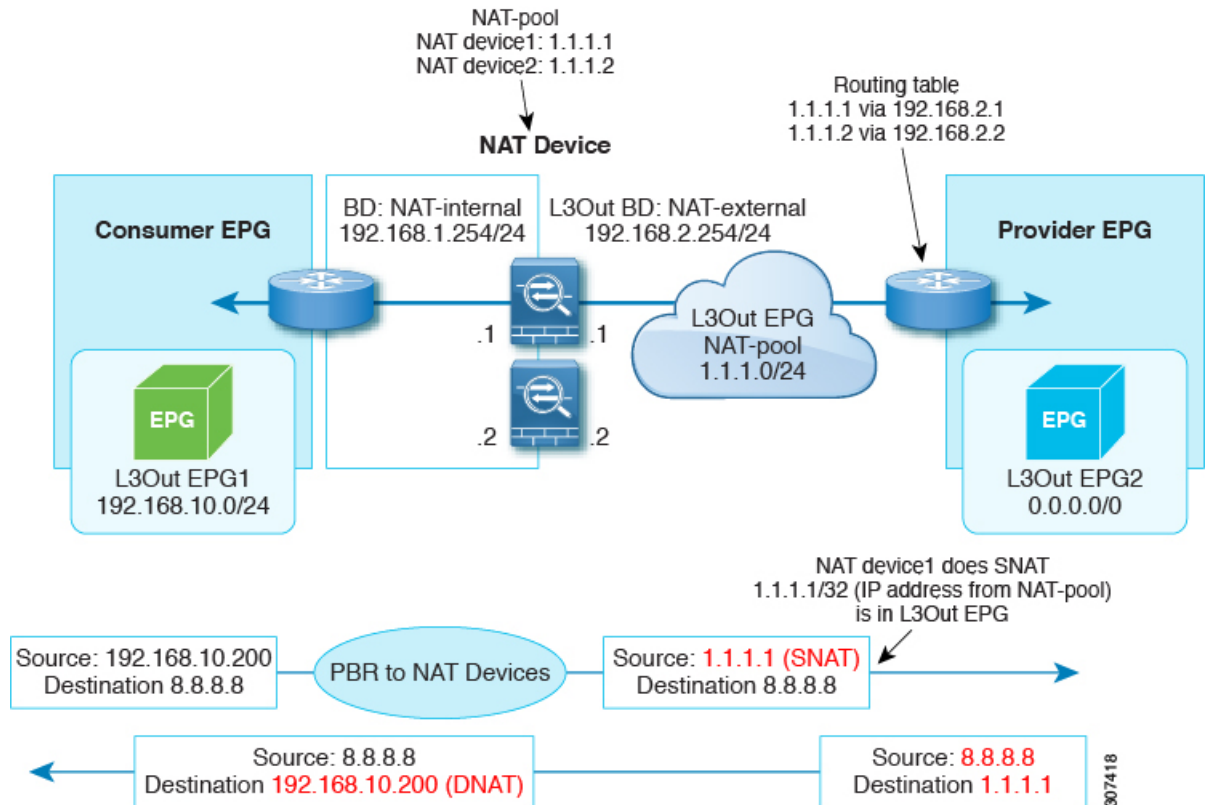 NAT-pool
NAT device1: 1.1.1.1
NAT device2: 1.1.1.2
Routing table
1.1.1.1 via 192.168.2.1
1.1.1.2 via 192.168.2.2
NAT Device
Consumer EPG
BD: NAT-internal
192.168.1.254/24
L3Out BD: NAT-external
192.168.2.254/24
Provider EPG
.1
.1
L3Out EPG
NAT-pool
1.1.1.0/24
.2
.2
EPG
L3Out EPG1
192.168.10.0/24
EPG
L3Out EPG2
0.0.0.0/0
NAT device1 does SNAT
1.1.1.1/32 (IP address from NAT-pool)
is in L3Out EPG
Source: 192.168.10.200
Destination 8.8.8.8
PBR to NAT Devices
Source: 1.1.1.1 (SNAT)
Destination 8.8.8.8
Source: 8.8.8.8
Destination 192.168.10.200 (DNAT)
Source: 8.8.8.8
Destination 1.1.1.1
307418